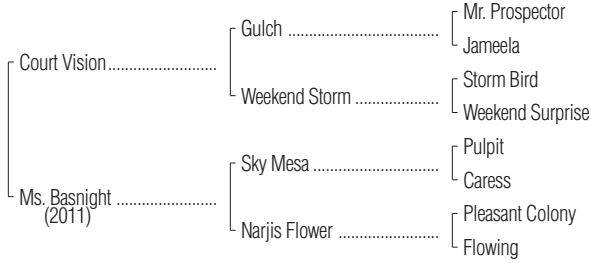 Mr. Prospector
Gulch ..............................................
Jameela
Court Vision.................................
Storm Bird
Weekend Storm .........................
Weekend Surprise
Pulpit
Sky Mesa ......................................
Caress
Ms. Basnight ..............................
(2011)
Pleasant Colony
Narjis Flower ..............................
Flowing